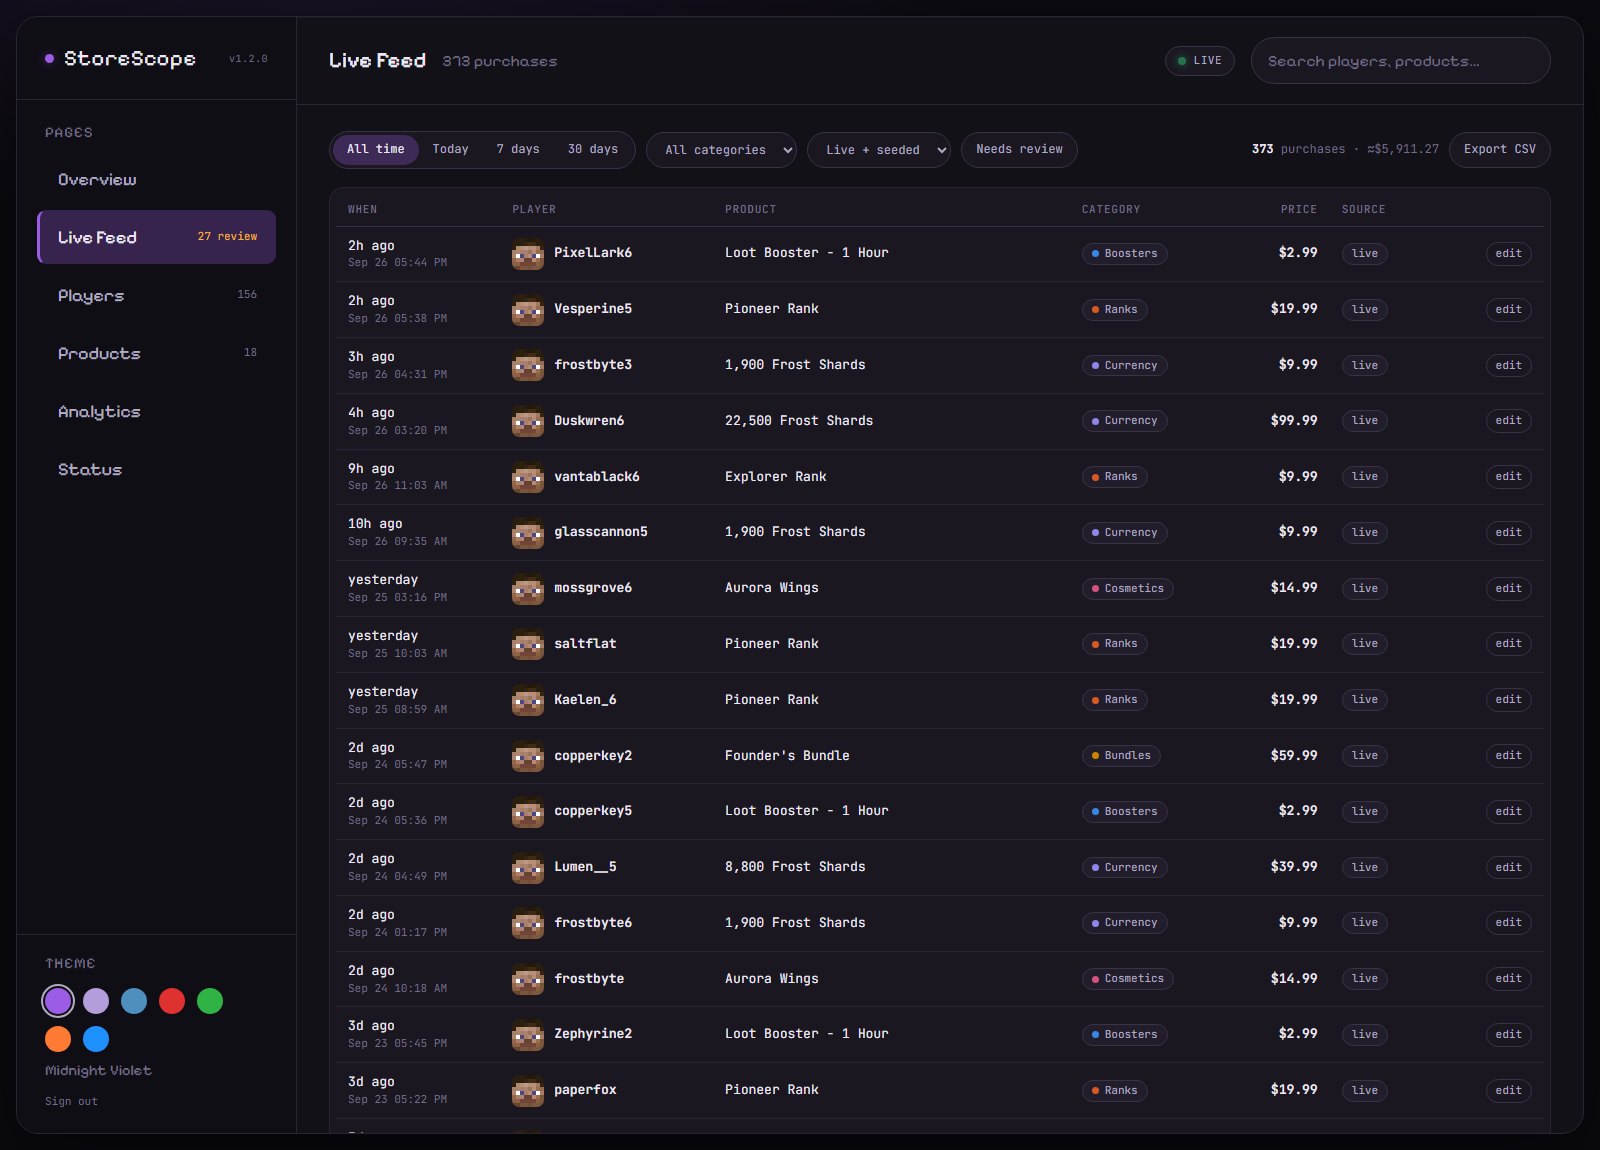 StoreScope v1.2.0
PAGES
Overview
Live Feed 27 review
Players 156
Products 18
Analytics
Status
THEME
Midnight Violet
Sign out
Live Feed 373 purchases
LIVE
Search players, products...
All time Today 7 days 30 days All categories Live + seeded Needs review 373 purchases · ≈$5,911.27 Export CSV
WHEN PLAYER PRODUCT CATEGORY PRICE SOURCE
2h ago
Sep 26 05:44 PM
PixelLark6 Loot Booster - 1 Hour Boosters $2.99 live edit
2h ago
Sep 26 05:38 PM
Vesperine5 Pioneer Rank Ranks $19.99 live edit
3h ago
Sep 26 04:31 PM
frostbyte3 1,900 Frost Shards Currency $9.99 live edit
4h ago
Sep 26 03:20 PM
Duskwren6 22,500 Frost Shards Currency $99.99 live edit
9h ago
Sep 26 11:03 AM
vantablack6 Explorer Rank Ranks $9.99 live edit
10h ago
Sep 26 09:35 AM
glasscannon5 1,900 Frost Shards Currency $9.99 live edit
yesterday
Sep 25 03:16 PM
mossgrove6 Aurora Wings Cosmetics $14.99 live edit
yesterday
Sep 25 10:03 AM
saltflat Pioneer Rank Ranks $19.99 live edit
yesterday
Sep 25 08:59 AM
Kaelen_6 Pioneer Rank Ranks $19.99 live edit
2d ago
Sep 24 05:47 PM
copperkey2 Founder's Bundle Bundles $59.99 live edit
2d ago
Sep 24 05:36 PM
copperkey5 Loot Booster - 1 Hour Boosters $2.99 live edit
2d ago
Sep 24 04:49 PM
Lumen__5 8,800 Frost Shards Currency $39.99 live edit
2d ago
Sep 24 01:17 PM
frostbyte6 1,900 Frost Shards Currency $9.99 live edit
2d ago
Sep 24 10:18 AM
frostbyte Aurora Wings Cosmetics $14.99 live edit
3d ago
Sep 23 05:45 PM
Zephyrine2 Loot Booster - 1 Hour Boosters $2.99 live edit
3d ago
Sep 23 05:22 PM
paperfox Pioneer Rank Ranks $19.99 live edit